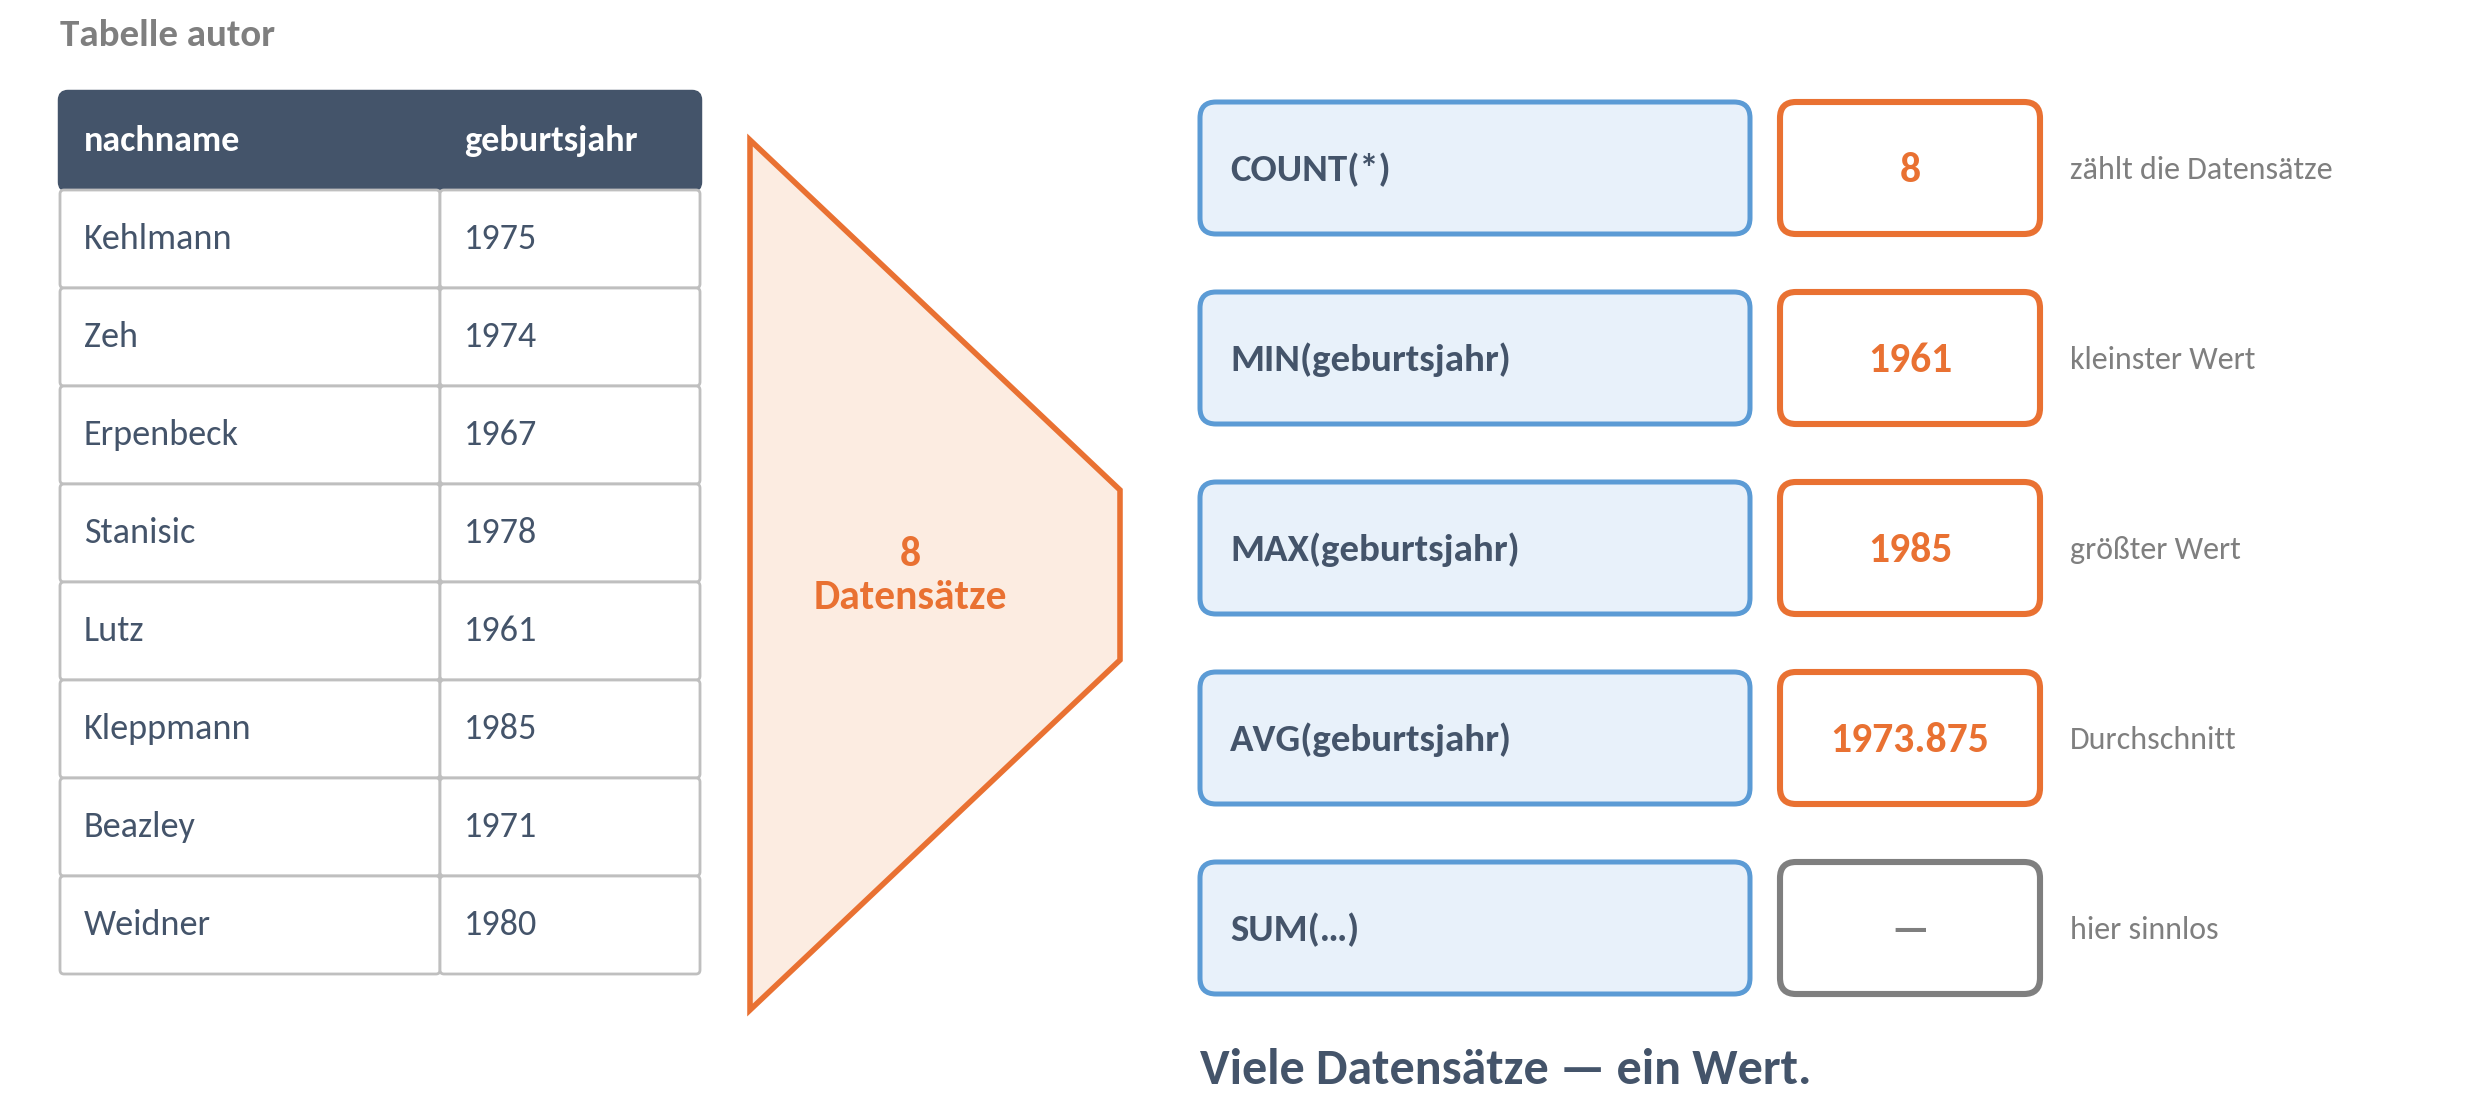 Tabelle autor
nachname geburtsjahr
Kehlmann 1975
Zeh 1974
Erpenbeck 1967
Stanisic 1978
Lutz 1961
Kleppmann 1985
Beazley 1971
Weidner 1980
8
Datensätze
COUNT(*) 8 zählt die Datensätze
MIN(geburtsjahr) 1961 kleinster Wert
MAX(geburtsjahr) 1985 größter Wert
AVG(geburtsjahr) 1973.875 Durchschnitt
SUM(...) — hier sinnlos
Viele Datensätze — ein Wert.